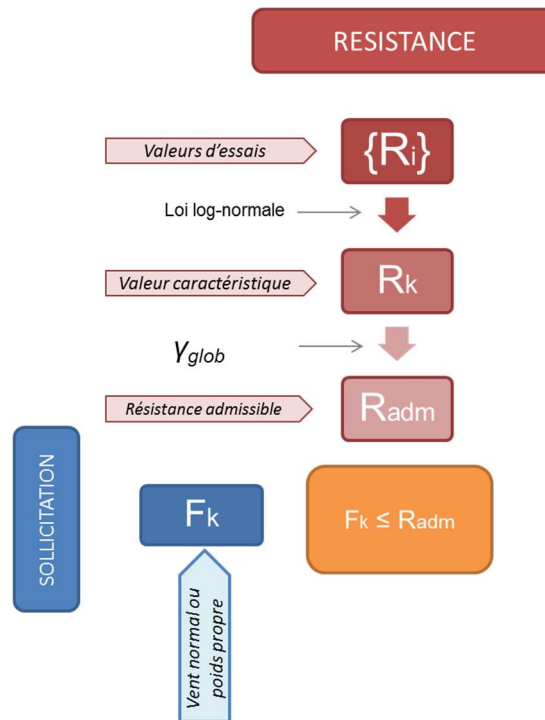 RESISTANCE
Valeurs d'essais
{Ri}
Loi log-normale
Valeur caractéristique
Rk
γglob
Résistance admissible
Radm
SOLLICITATION
Fk
Fk ≤ Radm
Vent normal ou
poids propre